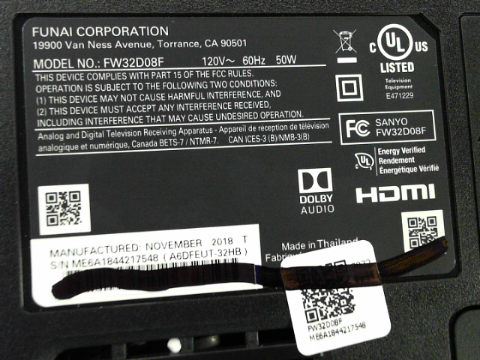 FUNAI CORPORATION
19900 Van Ness Avenue, Torrance, CA 90501
MODEL NO.: FW32D08F 120V~ 60Hz 50W
THIS DEVICE COMPLIES WITH PART 15 OF THE FCC RULES.
OPERATION IS SUBJECT TO THE FOLLOWING TWO CONDITIONS:
(1) THIS DEVICE MAY NOT CAUSE HARMFUL INTERFERENCE, AND
(2) THIS DEVICE MUST ACCEPT ANY INTERFERENCE RECEIVED,
INCLUDING INTERFERENCE THAT MAY CAUSE UNDESIRED OPERATION.
Analog and Digital Television Receiving Apparatus - Appareil de réception de télévision
analogique et numérique, Canada BETS-7 / NTMR-7. CAN ICES-3 (B)/NMB-3(B)
C UL US
LISTED
Television
Equipment
E471229
FC SANYO
FW32D08F
UL
Energy Verified
Rendement
Énergétique Vérifié
DOLBY
AUDIO
HDMI
MANUFACTURED: NOVEMBER 2018 T
S/N ME6A1844217548 (A6DFEUT-32HB)
Made in Thailand
FW32D08F
ME6A1844217548